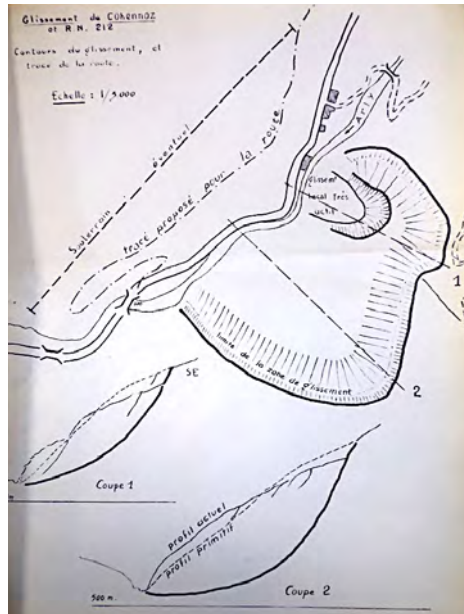 Glissement de Cohennoz
et R.N. 212
Contours du glissement, et
tracé de la route.
Echelle : 1/5.000
Souterrain éventuel
tracé proposé pour la route
Arly
Glissem^t
local très
actif
1
limite de la zone de glissement
2
SE
Coupe 1
profil actuel
profil primitif
500 m.
Coupe 2